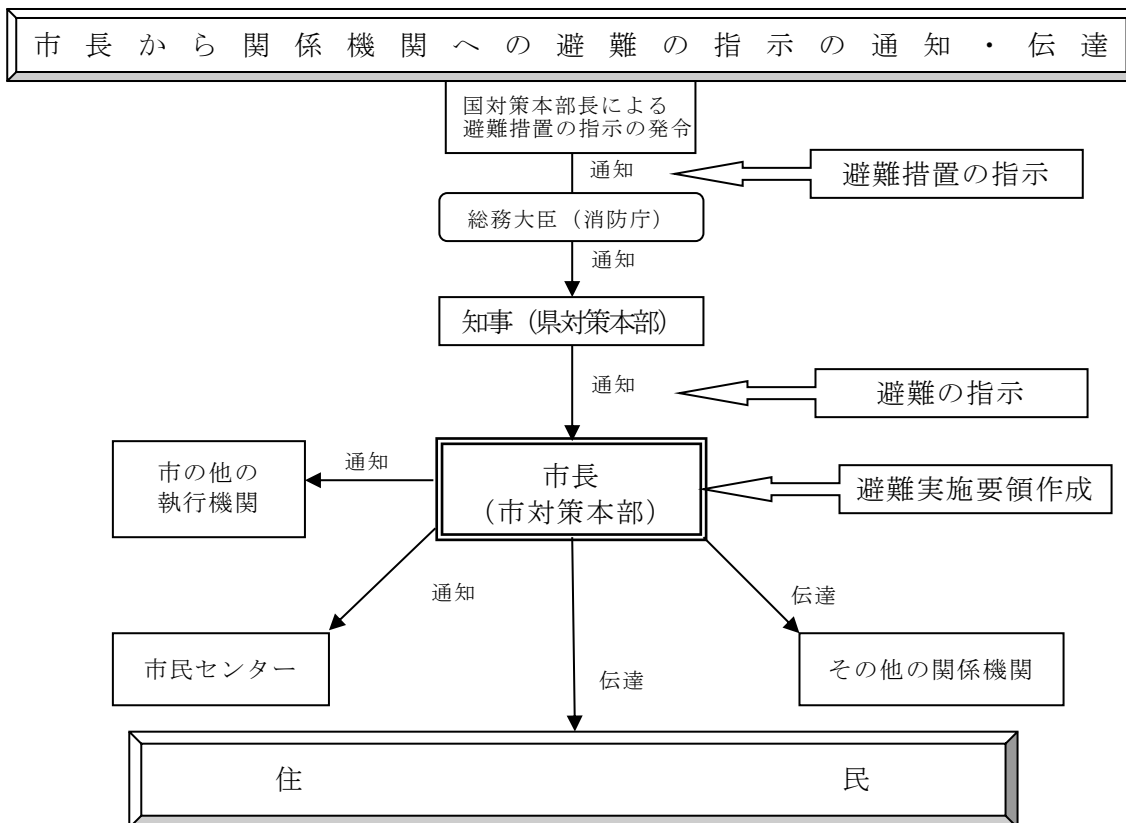 市長から関係機関への避難の指示の通知・伝達
国対策本部長による
避難措置の指示の発令
通知
避難措置の指示
総務大臣（消防庁）
通知
知事（県対策本部）
通知
避難の指示
市の他の
執行機関
通知
市長
（市対策本部）
避難実施要領作成
通知
伝達
市民センター
伝達
その他の関係機関
住民